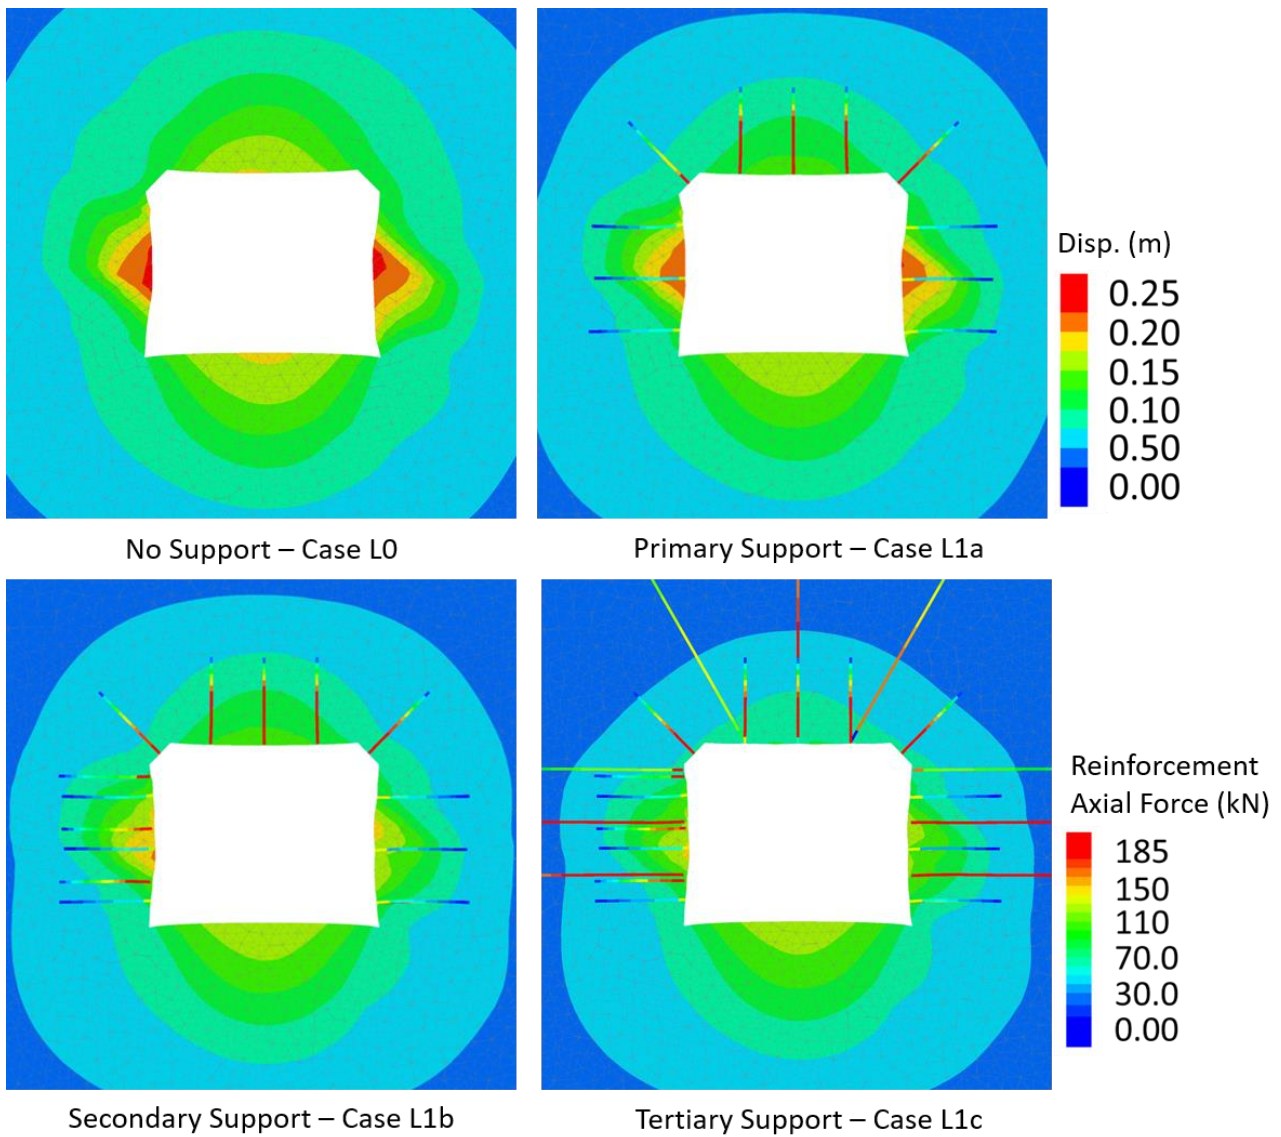 Disp. (m)
0.25
0.20
0.15
0.10
0.50
0.00
No Support – Case L0
Primary Support – Case L1a
Reinforcement
Axial Force (kN)
185
150
110
70.0
30.0
0.00
Secondary Support – Case L1b
Tertiary Support – Case L1c